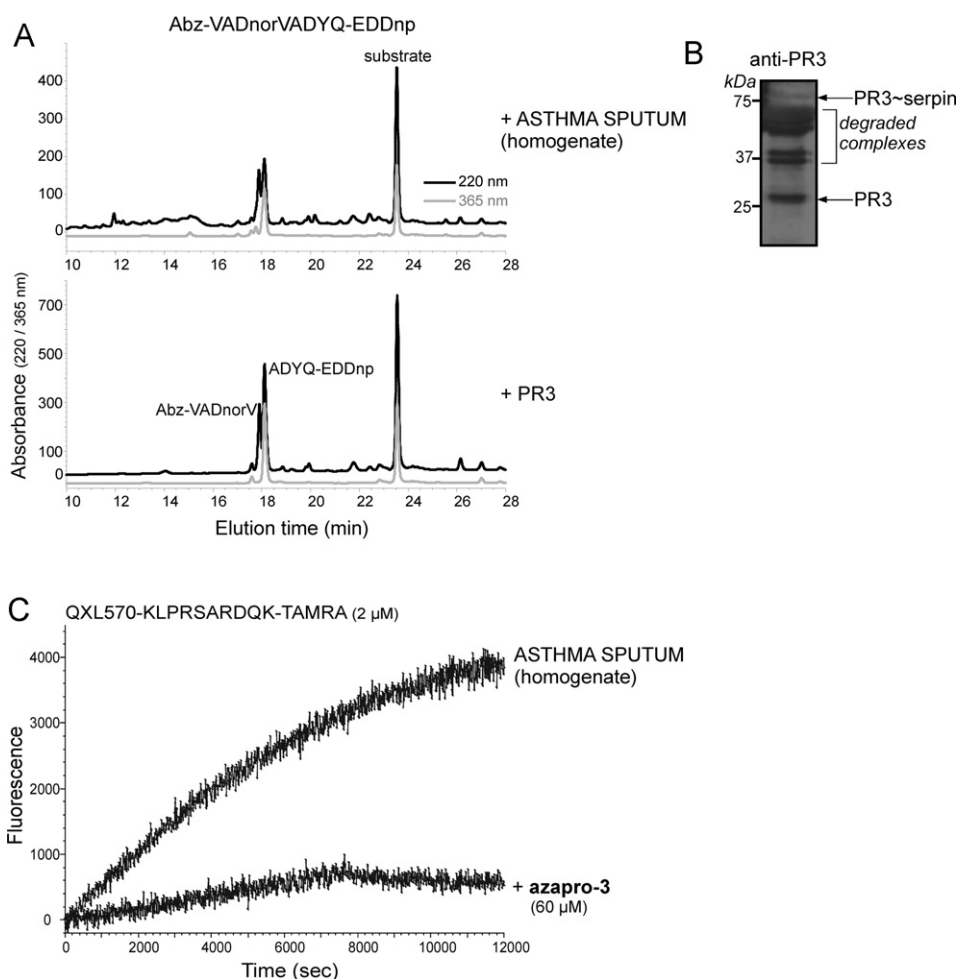 A
Abz-VADnorVADYQ-EDDnp
substrate
400
300
200
100
0
+ ASTHMA SPUTUM
(homogenate)
220 nm
365 nm
10 12 14 16 18 20 22 24 26 28
700
500
300
100
0
ADYQ-EDDnp
Abz-VADnorV
+ PR3
10 12 14 16 18 20 22 24 26 28
Absorbance (220 / 365 nm)
Elution time (min)
B
anti-PR3
kDa
75
37
25
PR3~serpin
degraded
complexes
PR3
C
QXL570-KLPRSARDQK-TAMRA (2 µM)
4000
3000
2000
1000
0
Fluorescence
ASTHMA SPUTUM
(homogenate)
+ azapro-3
(60 µM)
0 2000 4000 6000 8000 10000 12000
Time (sec)